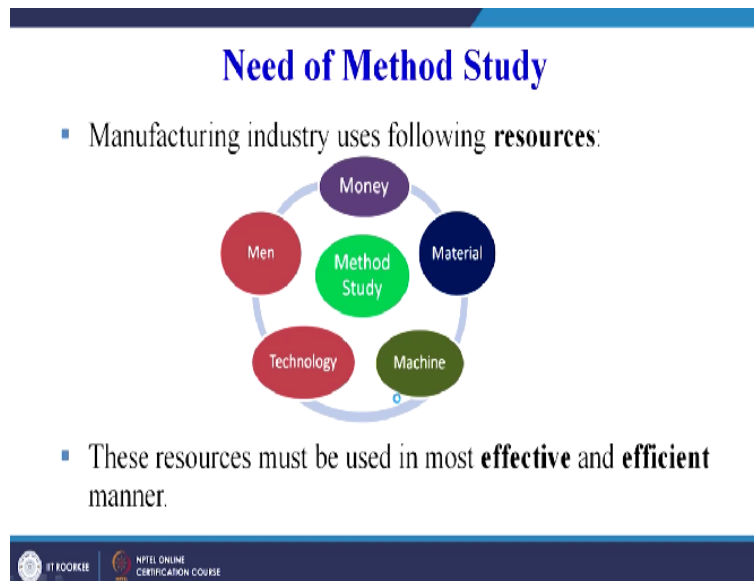 Need of Method Study
▪ Manufacturing industry uses following resources:
Money
Men
Material
Method
Study
Technology
Machine
▪ These resources must be used in most effective and efficient
manner.
IIT ROORKEE
NPTEL ONLINE
CERTIFICATION COURSE